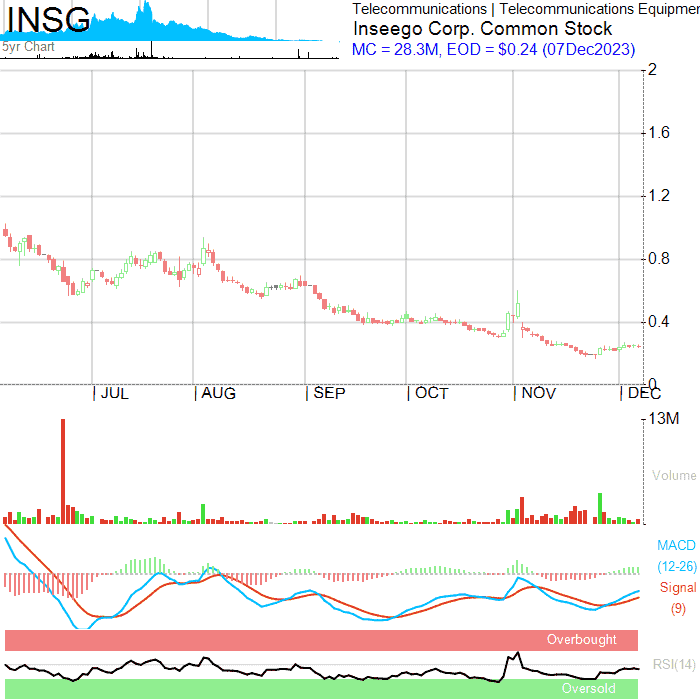 INSG
5yr Chart
Telecommunications | Telecommunications Equipmen
Inseego Corp. Common Stock
MC = 28.3M, EOD = $0.24 (07Dec2023)
2
1.6
1.2
0.8
0.4
0
JUL AUG SEP OCT NOV DEC
13M
Volume
MACD
(12-26)
Signal
(9)
Overbought
RSI(14)
Oversold